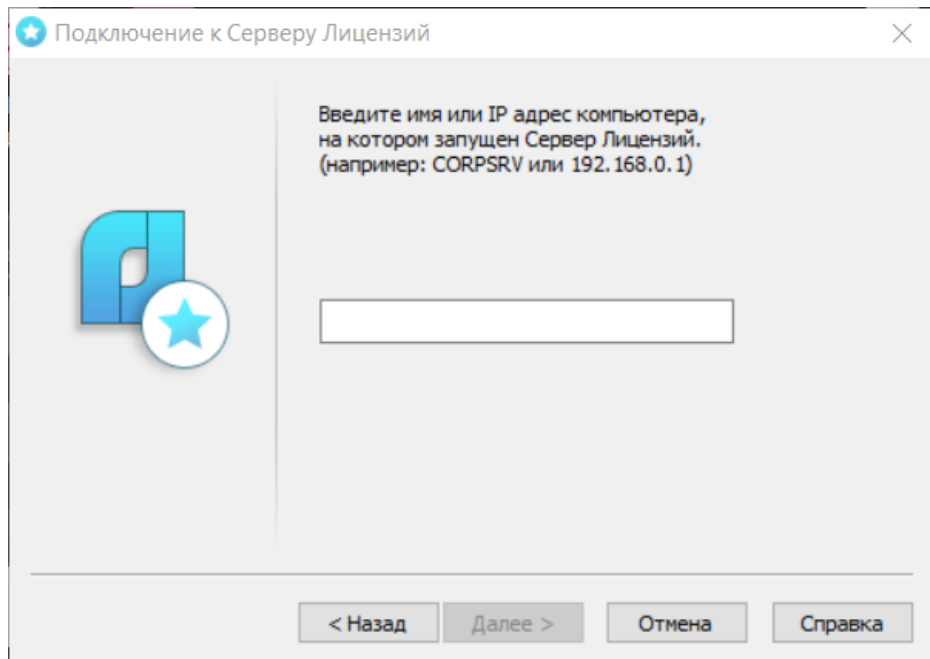 Подключение к Серверу Лицензий
Введите имя или IP адрес компьютера,
на котором запущен Сервер Лицензий.
(например: CORPSRV или 192.168.0.1)
< Назад
Далее >
Отмена
Справка